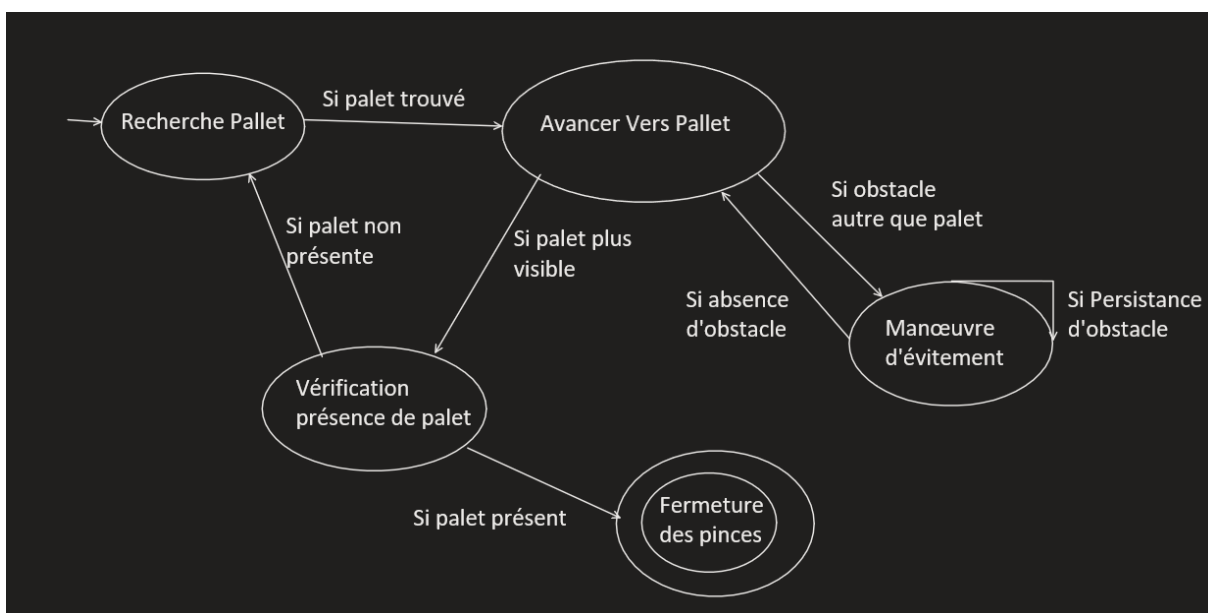 Recherche Pallet
Si palet trouvé
Avancer Vers Pallet
Si obstacle
autre que palet
Si palet non
présente
Si palet plus
visible
Si absence
d'obstacle
Manœuvre
d'évitement
Si Persistance
d'obstacle
Vérification
présence de palet
Si palet présent
Fermeture
des pinces